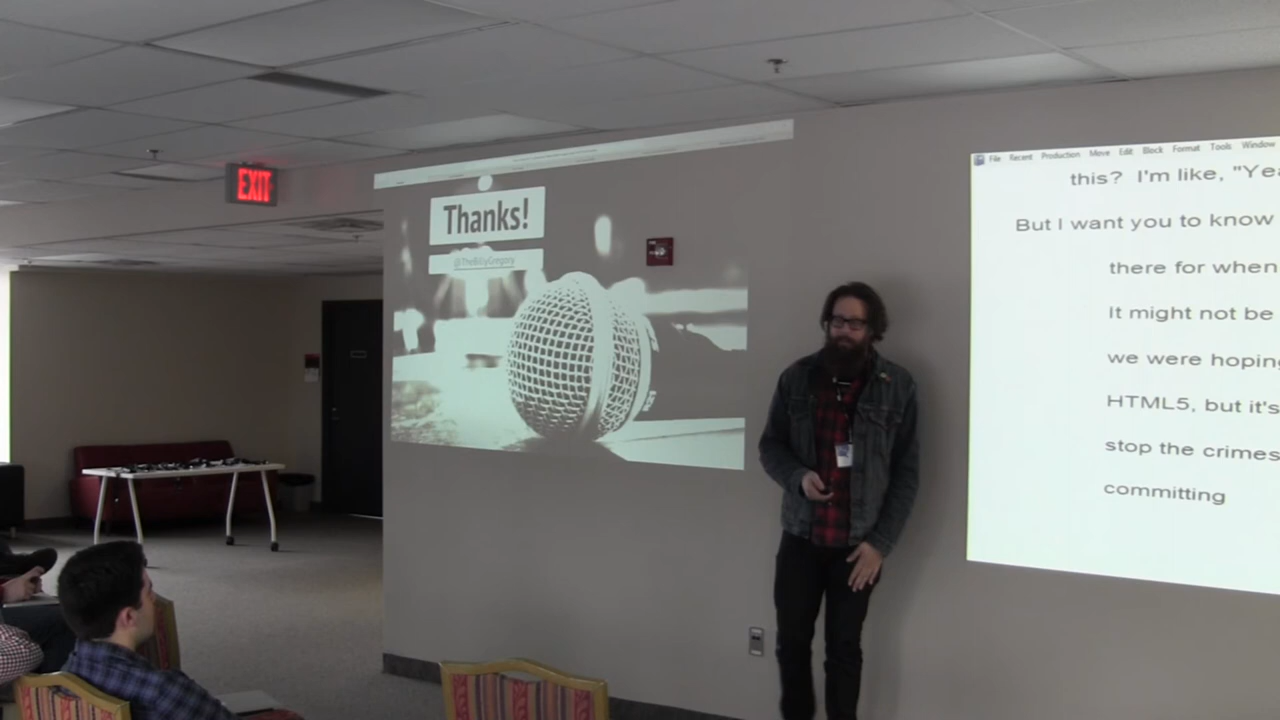 EXIT
Thanks!
@TheBillyGregory
File Recent Production Move Edit Block Format Tools Window
this? I'm like, "Yea
But I want you to know
there for when
It might not be
we were hoping
HTML5, but it's
stop the crimes
committing